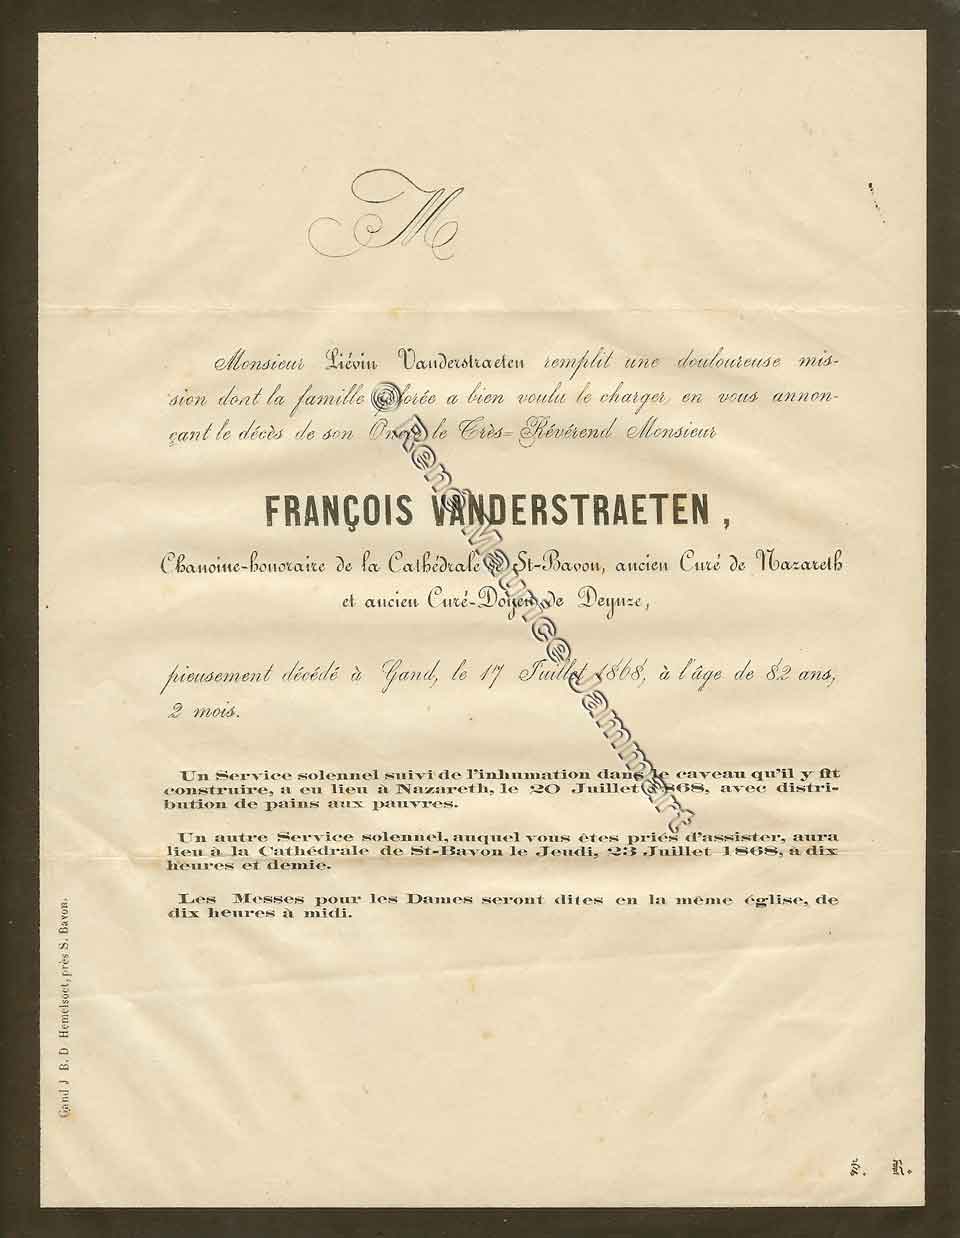 M
Monsieur Liévin Vanderstraeten remplit une douloureuse mis-
sion dont la famille éplorée a bien voulu le charger, en vous annon-
çant le décès de son Oncle le Très-Révérend Monsieur
FRANÇOIS VANDERSTRAETEN,
Chanoine-honoraire de la Cathédrale de St-Bavon, ancien Curé de Nazareth
et ancien Curé-Doyen de Deynze,
pieusement décédé à Gand, le 17 Juillet 1868, à l'âge de 82 ans,
2 mois.
Un Service solennel suivi de l'inhumation dans le caveau qu'il y fit
construire, a eu lieu à Nazareth, le 20 Juillet 1868, avec distri-
bution de pains aux pauvres.
Un autre Service solennel, auquel vous êtes priés d'assister, aura
lieu à la Cathédrale de St-Bavon le Jeudi, 23 Juillet 1868, à dix
heures et demie.
Les Messes pour les Dames seront dites en la même église, de
dix heures à midi.
Gand J B. D Hemelsoet, près S. Bavon.
© René Maurice Jammart